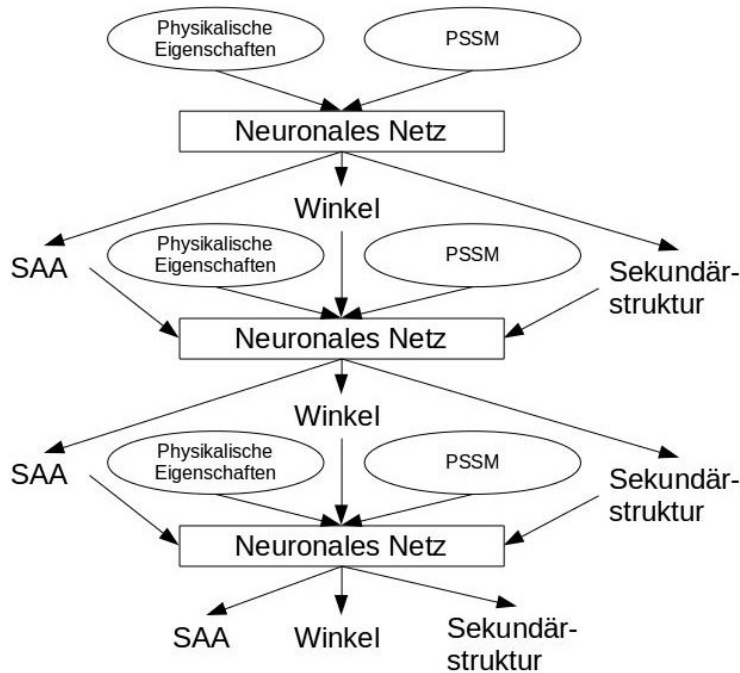 Physikalische
Eigenschaften
PSSM
Neuronales Netz
Winkel
SAA
Physikalische
Eigenschaften
PSSM
Sekundär-
struktur
Neuronales Netz
Winkel
SAA
Physikalische
Eigenschaften
PSSM
Sekundär-
struktur
Neuronales Netz
SAA
Winkel
Sekundär-
struktur